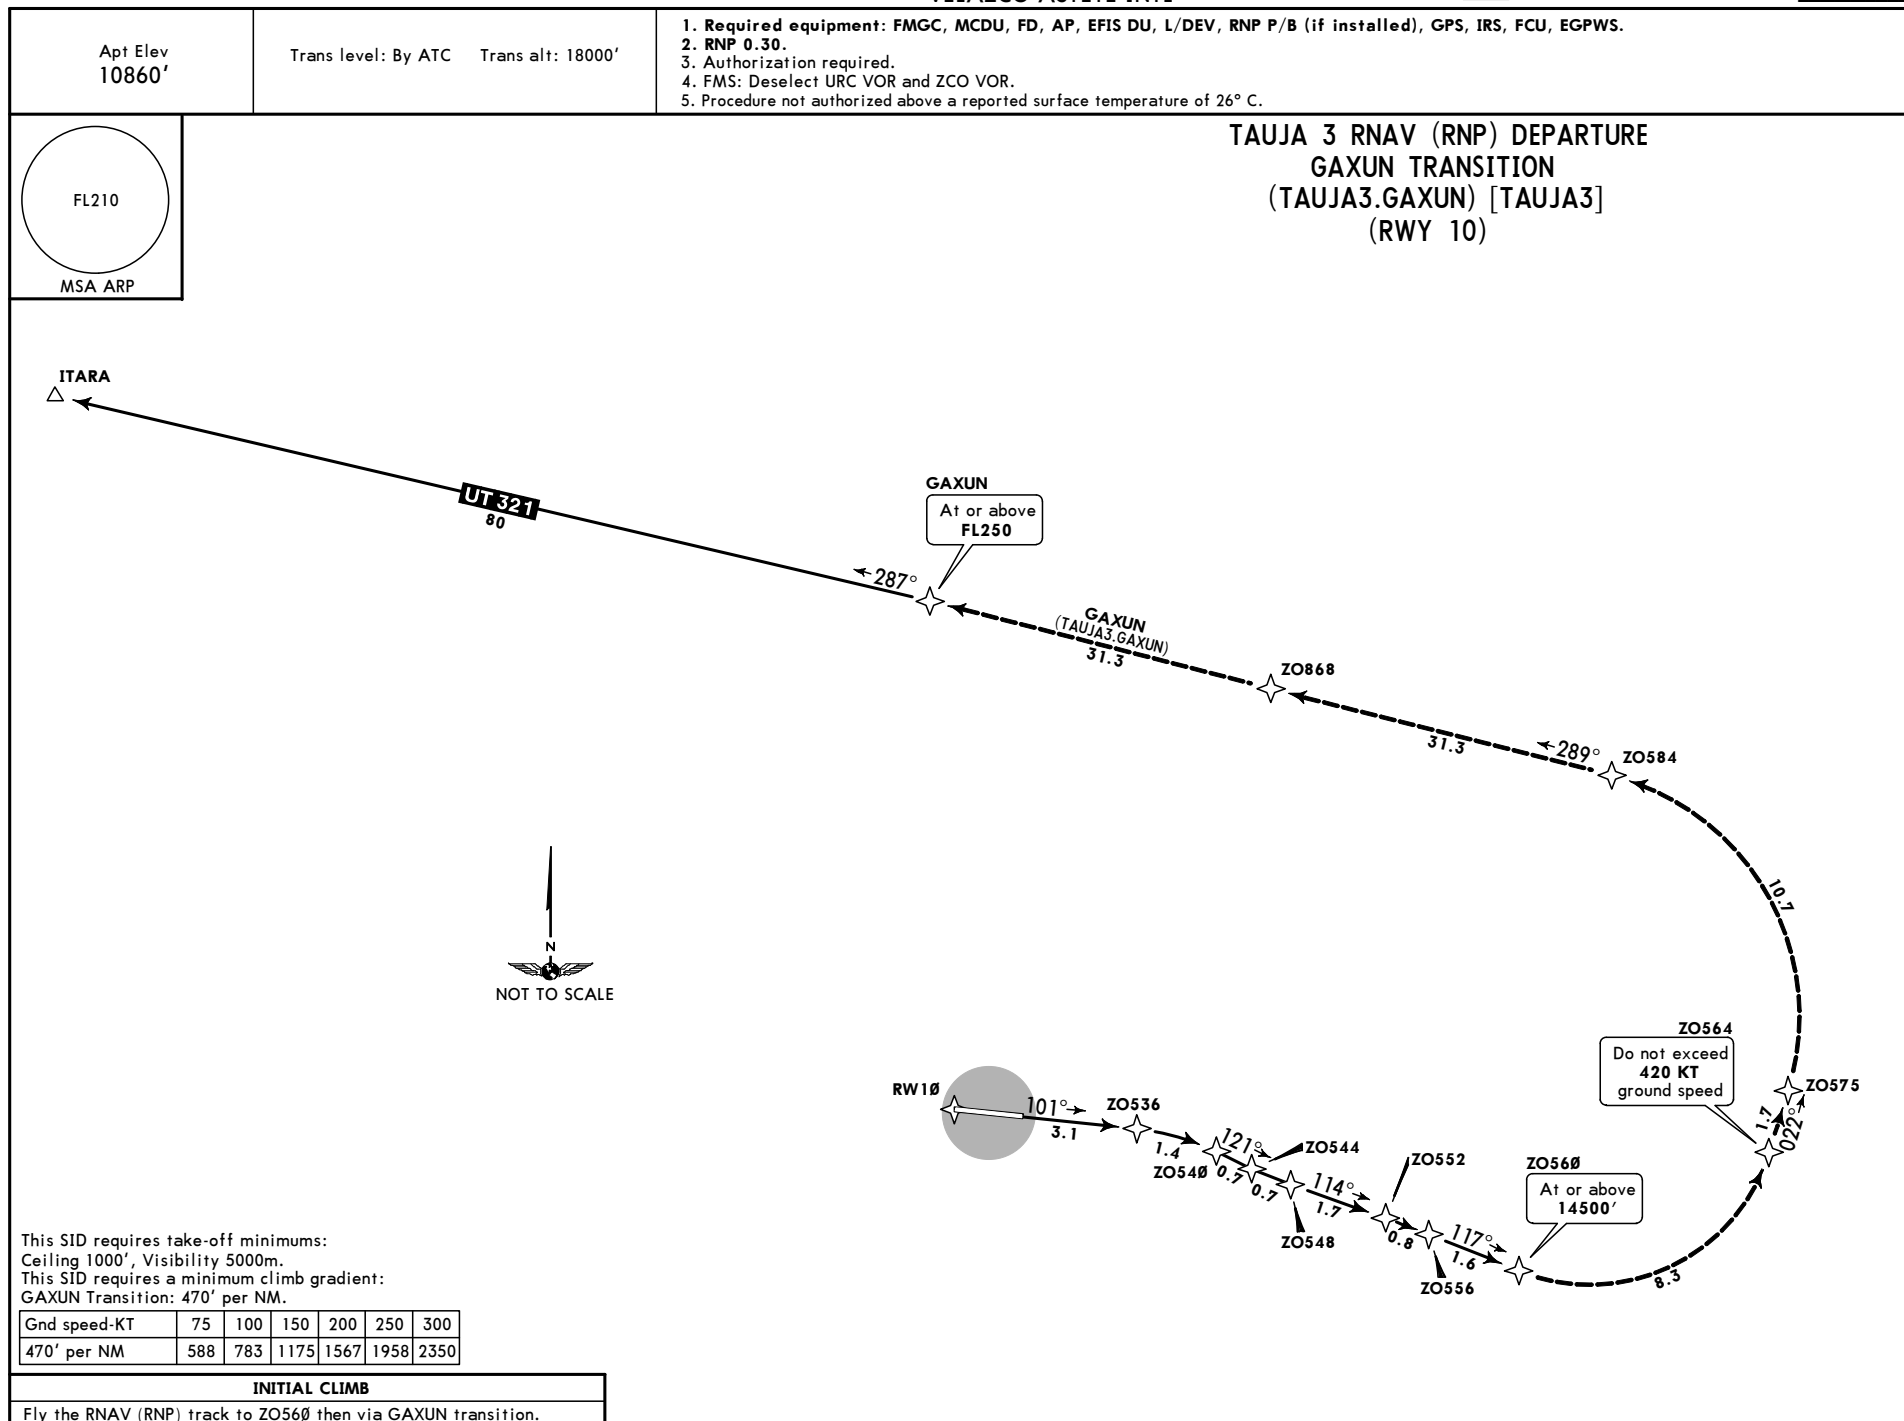 Apt Elev
10860'
Trans level: By ATC Trans alt: 18000'
1. Required equipment: FMGC, MCDU, FD, AP, EFIS DU, L/DEV, RNP P/B (if installed), GPS, IRS, FCU, EGPWS.
2. RNP 0.30.
3. Authorization required.
4. FMS: Deselect URC VOR and ZCO VOR.
5. Procedure not authorized above a reported surface temperature of 26° C.
FL210
MSA ARP
TAUJA 3 RNAV (RNP) DEPARTURE
GAXUN TRANSITION
(TAUJA3.GAXUN) [TAUJA3]
(RWY 10)
ITARA
UT 321
80
GAXUN
At or above
FL250
287°
GAXUN
(TAUJA3.GAXUN)
31.3
ZO868
31.3
289°
ZO584
10.7
N
NOT TO SCALE
ZO564
Do not exceed
420 KT
ground speed
ZO575
1.7
022°
RW1Ø
101°
3.1
ZO536
1.4
ZO54Ø
121°
0.7
ZO544
0.7
ZO548
114°
1.7
ZO552
0.8
ZO556
117°
1.6
ZO56Ø
At or above
14500'
8.3
This SID requires take-off minimums:
Ceiling 1000', Visibility 5000m.
This SID requires a minimum climb gradient:
GAXUN Transition: 470' per NM.
Gnd speed-KT 75 100 150 200 250 300
470' per NM 588 783 1175 1567 1958 2350
INITIAL CLIMB
Fly the RNAV (RNP) track to ZO56Ø then via GAXUN transition.